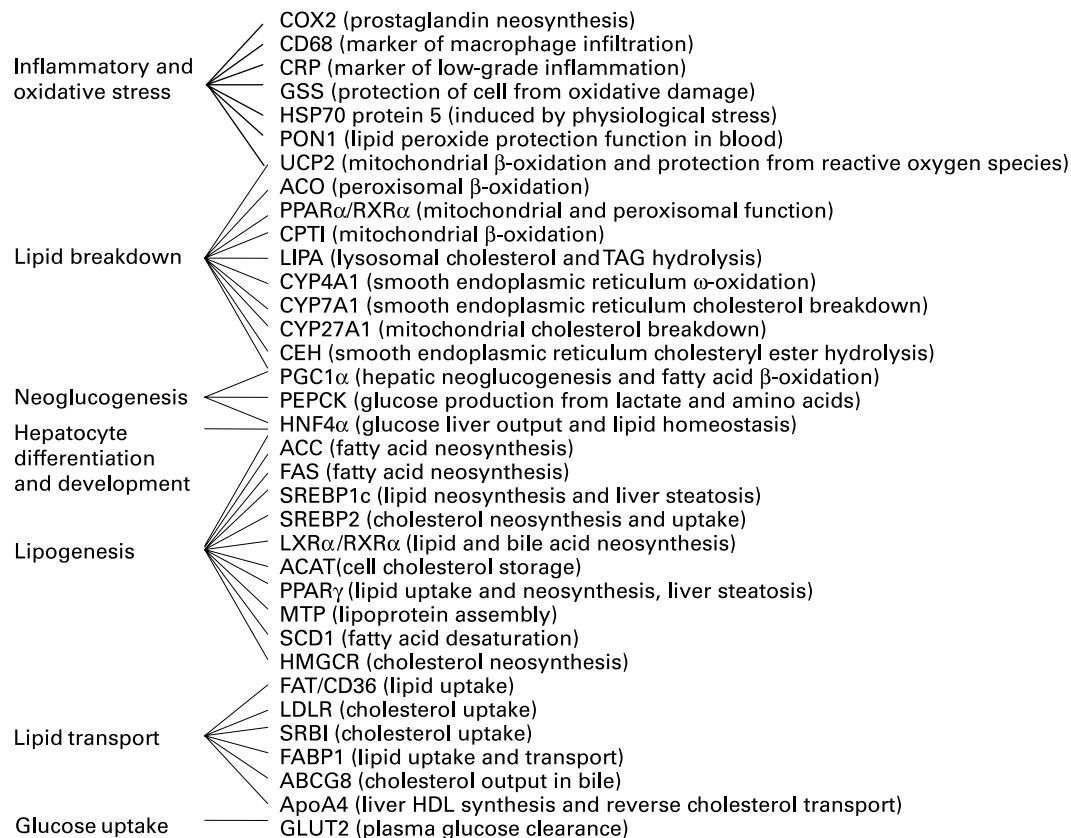 COX2 (prostaglandin neosynthesis)
CD68 (marker of macrophage infiltration)
Inflammatory and
oxidative stress
CRP (marker of low-grade inflammation)
GSS (protection of cell from oxidative damage)
HSP70 protein 5 (induced by physiological stress)
PON1 (lipid peroxide protection function in blood)
UCP2 (mitochondrial β-oxidation and protection from reactive oxygen species)
ACO (peroxisomal β-oxidation)
PPARα/RXRα (mitochondrial and peroxisomal function)
CPTI (mitochondrial β-oxidation)
Lipid breakdown
LIPA (lysosomal cholesterol and TAG hydrolysis)
CYP4A1 (smooth endoplasmic reticulum ω-oxidation)
CYP7A1 (smooth endoplasmic reticulum cholesterol breakdown)
CYP27A1 (mitochondrial cholesterol breakdown)
CEH (smooth endoplasmic reticulum cholesteryl ester hydrolysis)
PGC1α (hepatic neoglucogenesis and fatty acid β-oxidation)
Neoglucogenesis
PEPCK (glucose production from lactate and amino acids)
HNF4α (glucose liver output and lipid homeostasis)
Hepatocyte
differentiation
and development
ACC (fatty acid neosynthesis)
FAS (fatty acid neosynthesis)
SREBP1c (lipid neosynthesis and liver steatosis)
SREBP2 (cholesterol neosynthesis and uptake)
Lipogenesis
LXRα/RXRα (lipid and bile acid neosynthesis)
ACAT(cell cholesterol storage)
PPARγ (lipid uptake and neosynthesis, liver steatosis)
MTP (lipoprotein assembly)
SCD1 (fatty acid desaturation)
HMGCR (cholesterol neosynthesis)
FAT/CD36 (lipid uptake)
LDLR (cholesterol uptake)
Lipid transport
SRBI (cholesterol uptake)
FABP1 (lipid uptake and transport)
ABCG8 (cholesterol output in bile)
ApoA4 (liver HDL synthesis and reverse cholesterol transport)
Glucose uptake
GLUT2 (plasma glucose clearance)